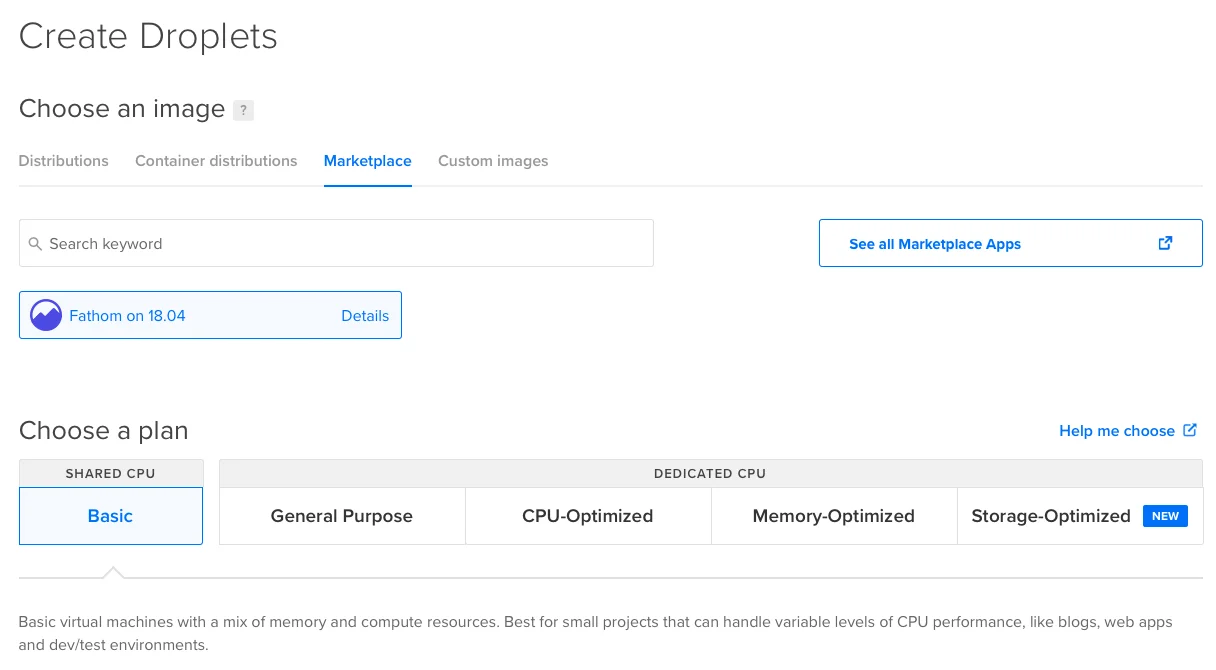 Create Droplets
Choose an image ?
Distributions Container distributions Marketplace Custom images
Search keyword See all Marketplace Apps
Fathom on 18.04 Details
Choose a plan Help me choose
SHARED CPU DEDICATED CPU
Basic General Purpose CPU-Optimized Memory-Optimized Storage-Optimized NEW
Basic virtual machines with a mix of memory and compute resources. Best for small projects that can handle variable levels of CPU performance, like blogs, web apps
and dev/test environments.